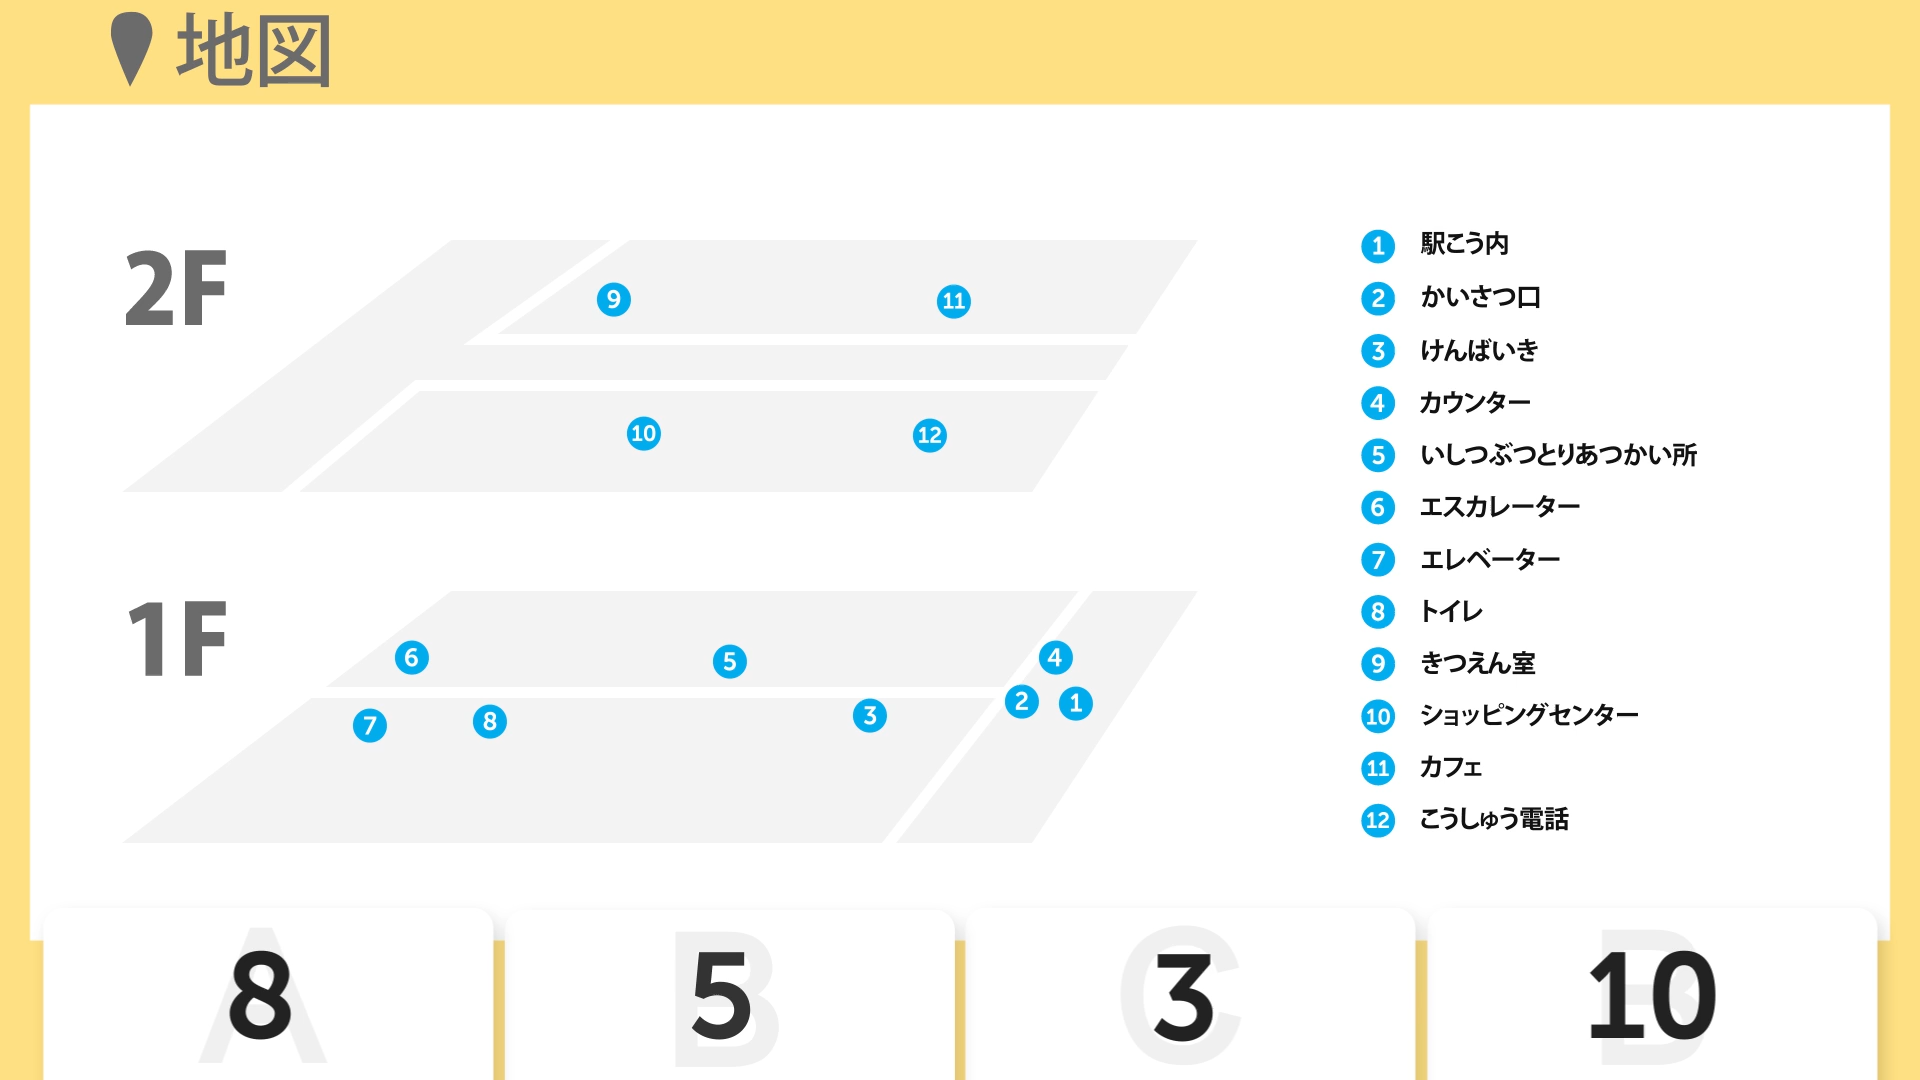 地図
2F
9
11
10
12
1F
6
5
4
7
8
3
2
1
1 駅こう内
2 かいさつ口
3 けんばいき
4 カウンター
5 いしつぶつとりあつかい所
6 エスカレーター
7 エレベーター
8 トイレ
9 きつえん室
10 ショッピングセンター
11 カフェ
12 こうしゅう電話
A 8
B 5
C 3
B 10